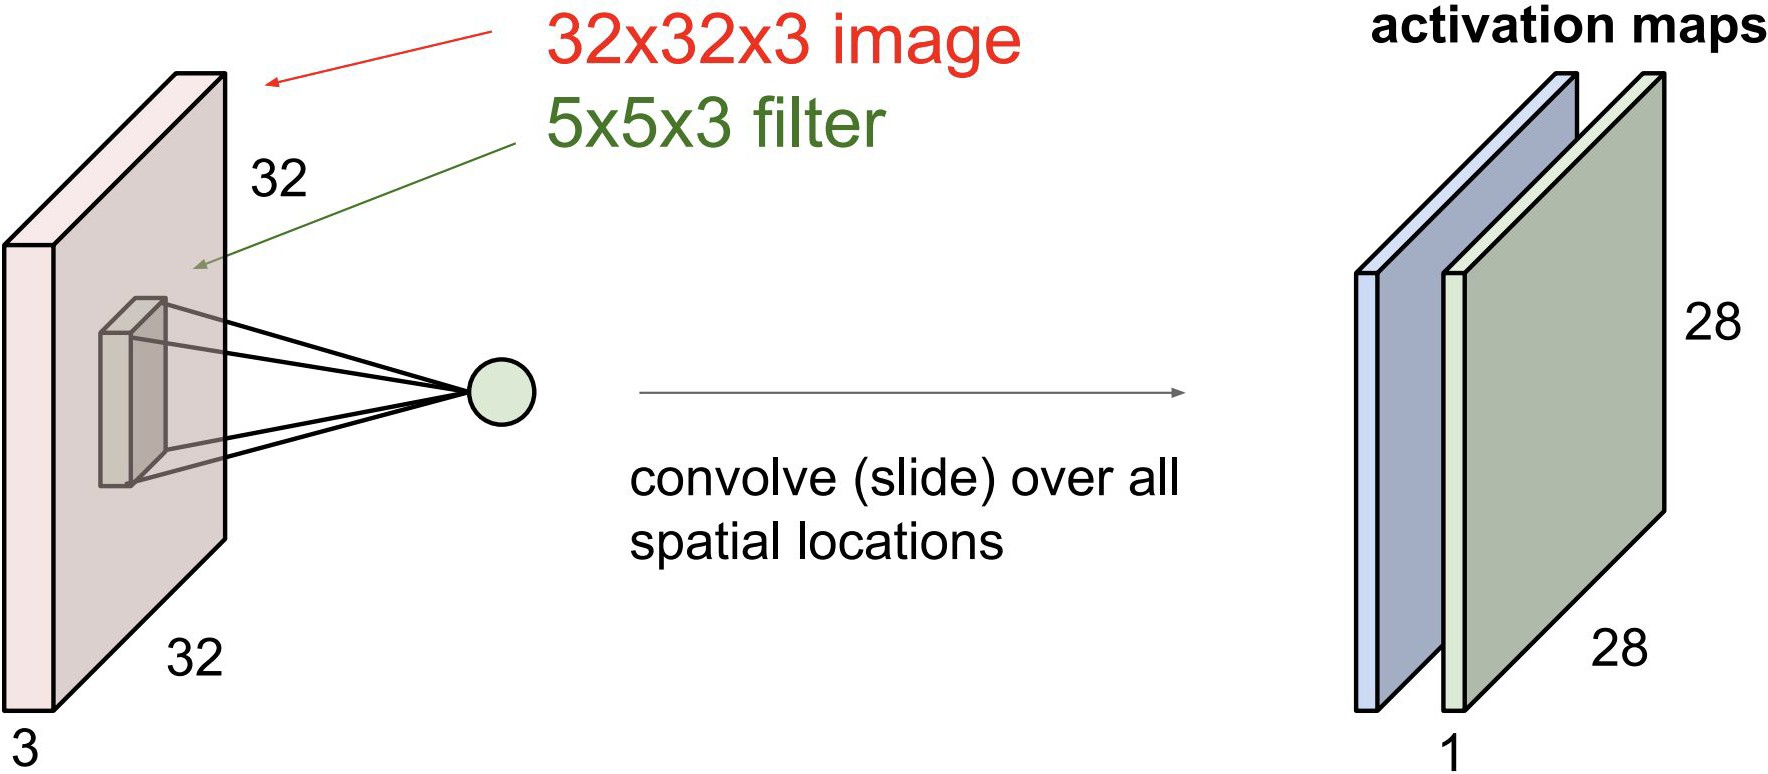 32x32x3 image
5x5x3 filter
32
32
3
convolve (slide) over all
spatial locations
activation maps
28
28
1